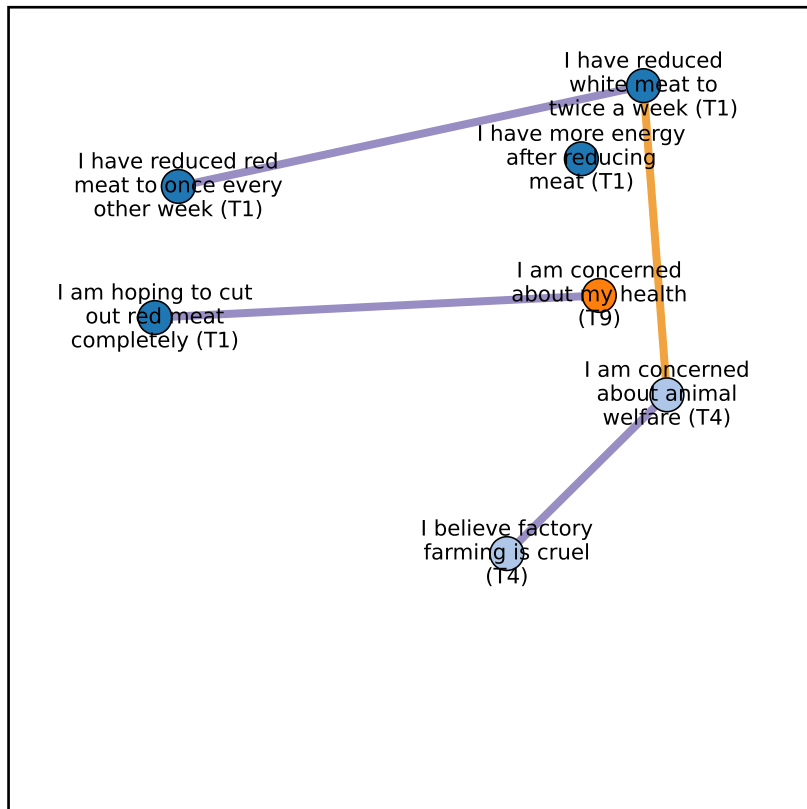 I have reduced
white meat to
twice a week (T1)
I have more energy
after reducing
meat (T1)
I have reduced red
meat to once every
other week (T1)
I am concerned
about my health
(T9)
I am hoping to cut
out red meat
completely (T1)
I am concerned
about animal
welfare (T4)
I believe factory
farming is cruel
(T4)